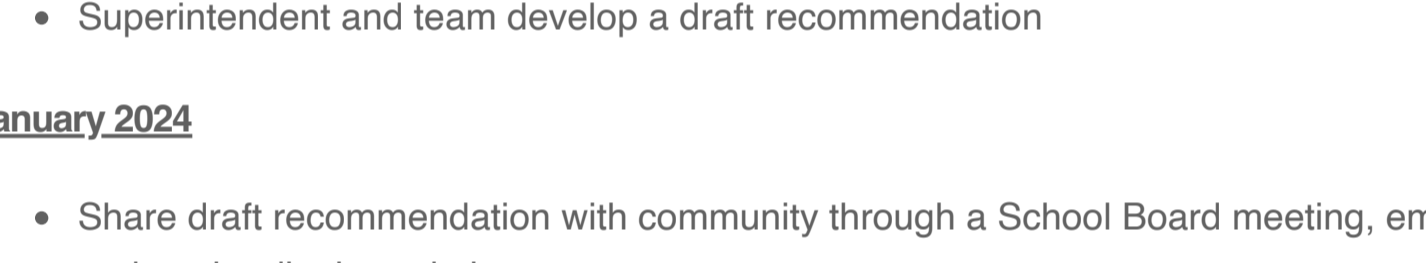 Superintendent and team develop a draft recommendation
anuary 2024
Share draft recommendation with community through a School Board meeting,